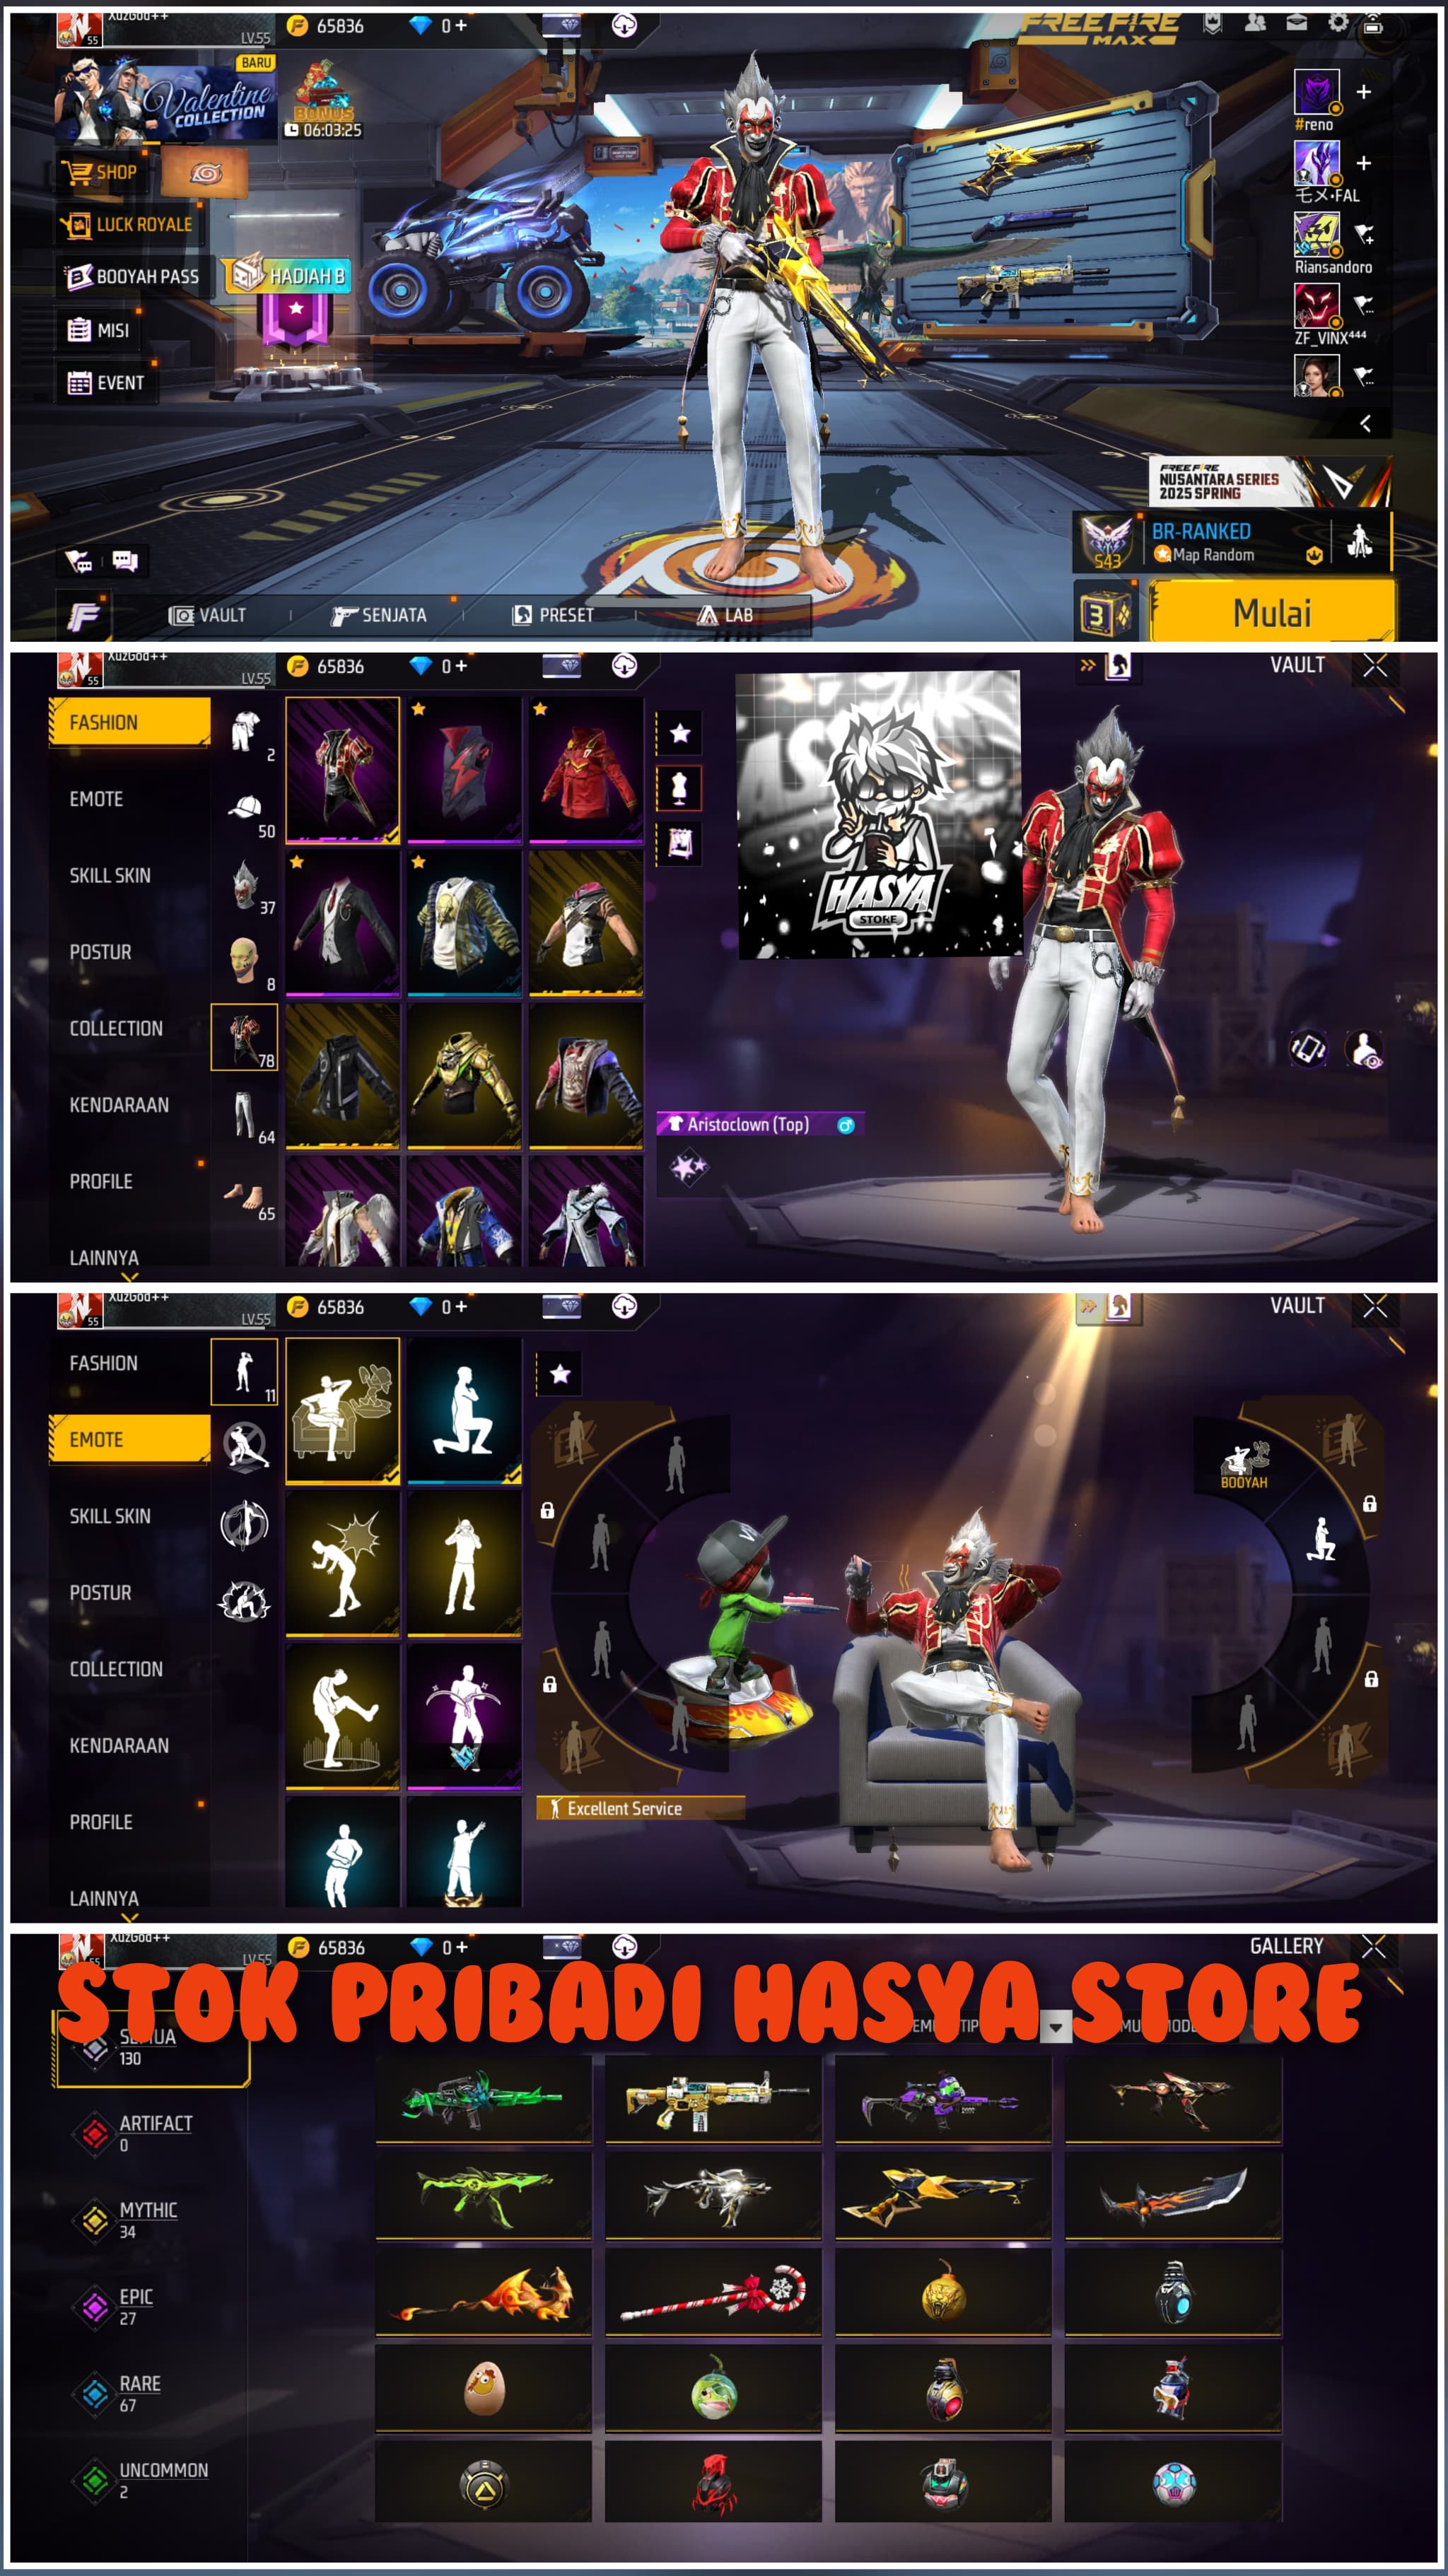 XuzGod++
55
LV.55
65836
0 +
FREE FIRE
MAX
BARU
Valentine
COLLECTION
BONUS
06:03:25
SHOP
LUCK ROYALE
BOOYAH PASS
HADIAH B
MISI
EVENT
#reno
モメ•FAL
Riansandoro
ZF_VINX⁴⁴⁴
FREE FIRE
NUSANTARA SERIES
2025 SPRING
BR-RANKED
Map Random
S43
VAULT
SENJATA
PRESET
LAB
3
Mulai
XuzGod++
55
LV.55
65836
0 +
VAULT
FASHION
EMOTE
SKILL SKIN
POSTUR
COLLECTION
KENDARAAN
PROFILE
LAINNYA
2
50
37
8
78
64
65
HASYA
STORE
Aristoclown (Top)
XuzGod++
55
LV.55
65836
0 +
VAULT
FASHION
EMOTE
SKILL SKIN
POSTUR
COLLECTION
KENDARAAN
PROFILE
LAINNYA
11
BOOYAH
Excellent Service
XuzGod++
LV.55
65836
0 +
GALLERY
STOK PRIBADI HASYA STORE
130
ARTIFACT
0
MYTHIC
34
EPIC
27
RARE
67
UNCOMMON
2